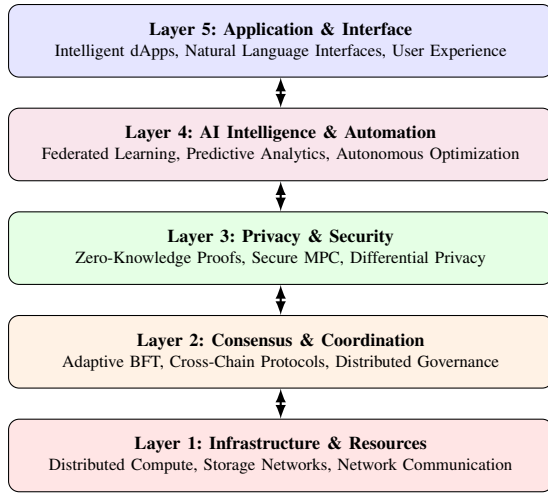 Layer 5: Application & Interface
Intelligent dApps, Natural Language Interfaces, User Experience
Layer 4: AI Intelligence & Automation
Federated Learning, Predictive Analytics, Autonomous Optimization
Layer 3: Privacy & Security
Zero-Knowledge Proofs, Secure MPC, Differential Privacy
Layer 2: Consensus & Coordination
Adaptive BFT, Cross-Chain Protocols, Distributed Governance
Layer 1: Infrastructure & Resources
Distributed Compute, Storage Networks, Network Communication